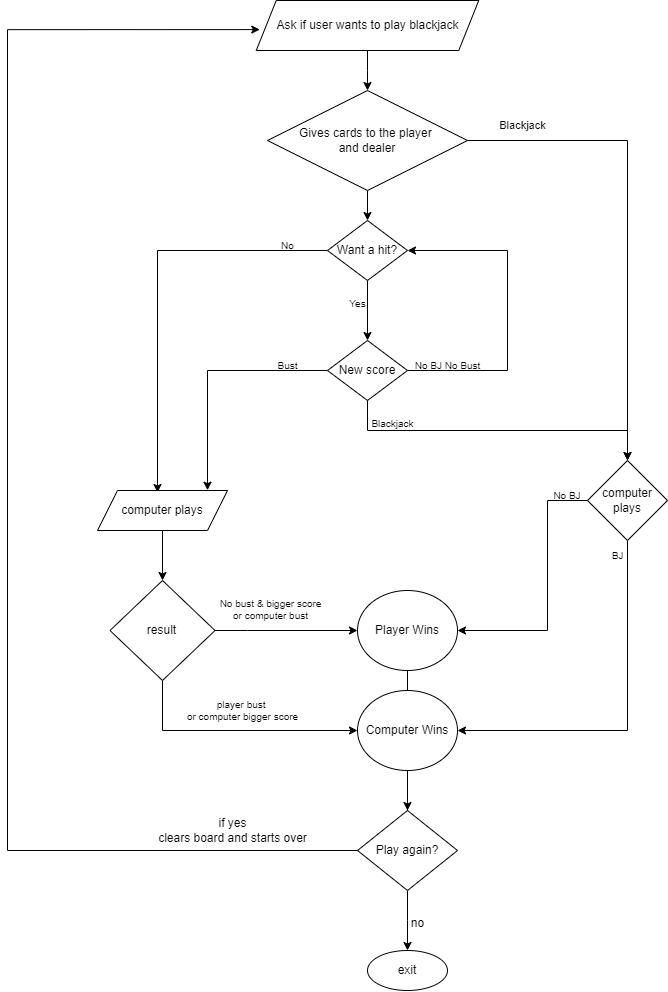 Ask if user wants to play blackjack
Blackjack
Gives cards to the player
and dealer
No
Want a hit?
Yes
Bust
New score
No BJ No Bust
Blackjack
computer plays
No BJ
computer
plays
BJ
No bust & bigger score
or computer bust
result
Player Wins
player bust
or computer bigger score
Computer Wins
if yes
clears board and starts over
Play again?
no
exit